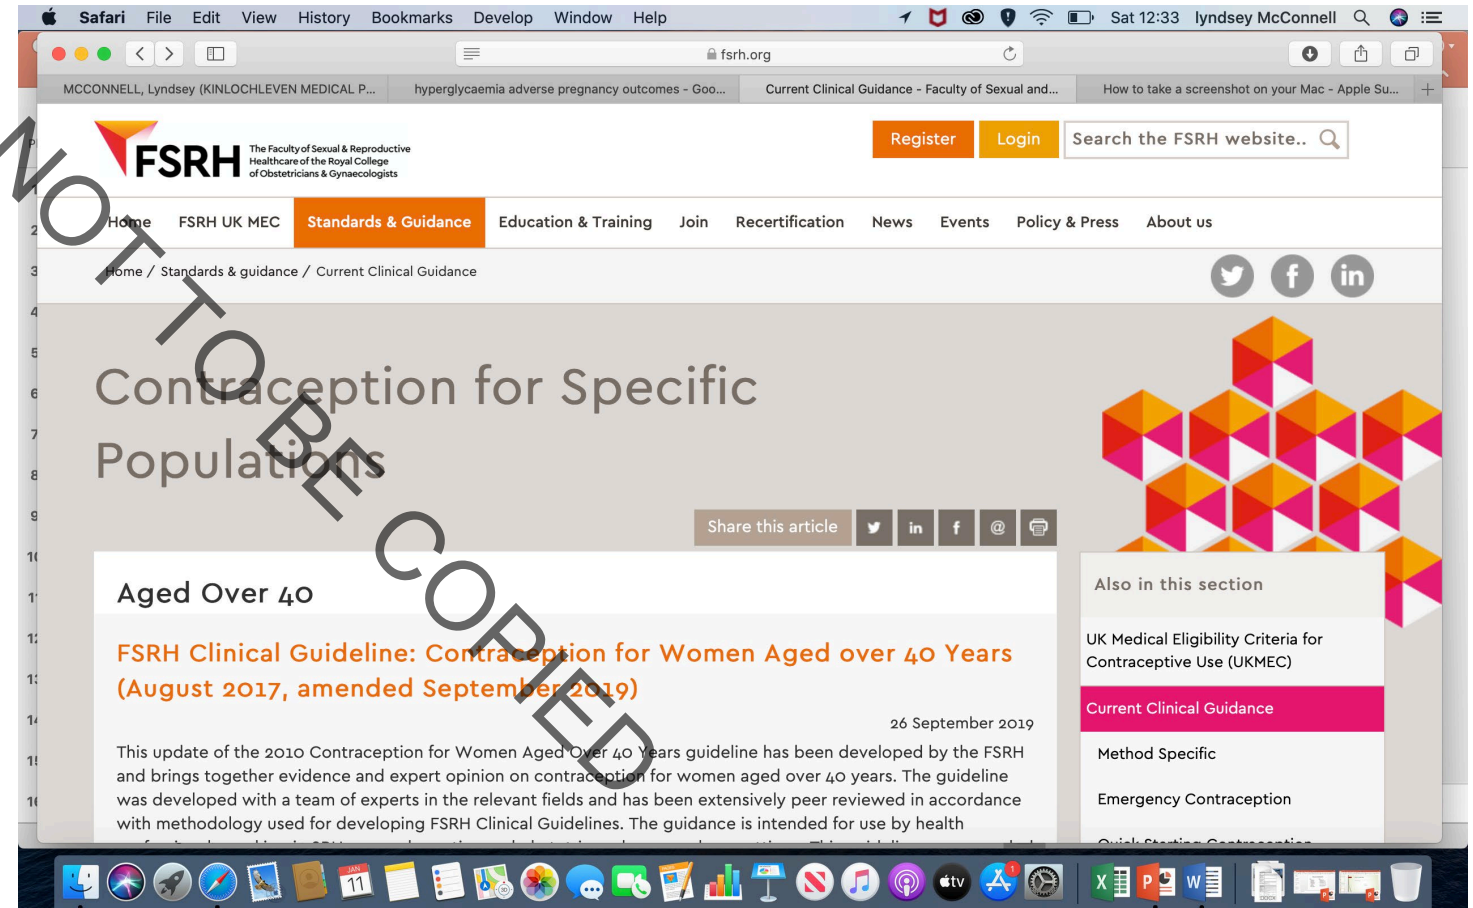 Safari File Edit View History Bookmarks Develop Window Help Sat 12:33 lyndsey McConnell
fsrh.org
MCCONNELL, Lyndsey (KINLOCHLEVEN MEDICAL P... hyperglycaemia adverse pregnancy outcomes - Goo... Current Clinical Guidance - Faculty of Sexual and... How to take a screenshot on your Mac - Apple Su...
FSRH
The Faculty of Sexual & Reproductive
Healthcare of the Royal College
of Obstetricians & Gynaecologists
Register Login Search the FSRH website..
Home FSRH UK MEC Standards & Guidance Education & Training Join Recertification News Events Policy & Press About us
Home / Standards & guidance / Current Clinical Guidance
Contraception for Specific
Populations
Share this article
Aged Over 40
FSRH Clinical Guideline: Contraception for Women Aged over 40 Years
(August 2017, amended September 2019)
26 September 2019
This update of the 2010 Contraception for Women Aged Over 40 Years guideline has been developed by the FSRH
and brings together evidence and expert opinion on contraception for women aged over 40 years. The guideline
was developed with a team of experts in the relevant fields and has been extensively peer reviewed in accordance
with methodology used for developing FSRH Clinical Guidelines. The guidance is intended for use by health
Also in this section
UK Medical Eligibility Criteria for
Contraceptive Use (UKMEC)
Current Clinical Guidance
Method Specific
Emergency Contraception
Quick Starting Contraception
NOT TO BE COPIED
JAN
11
tv
1